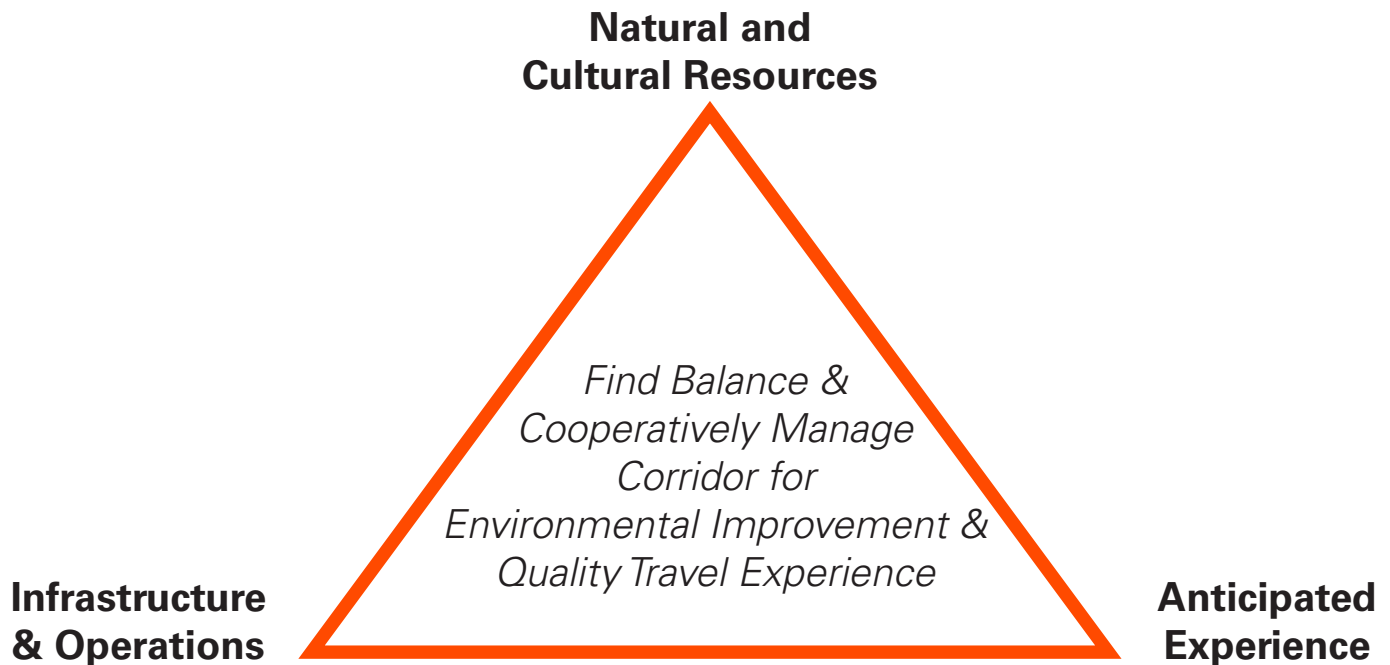 Natural and
Cultural Resources
Find Balance &
Cooperatively Manage
Corridor for
Environmental Improvement &
Quality Travel Experience
Infrastructure
& Operations
Anticipated
Experience